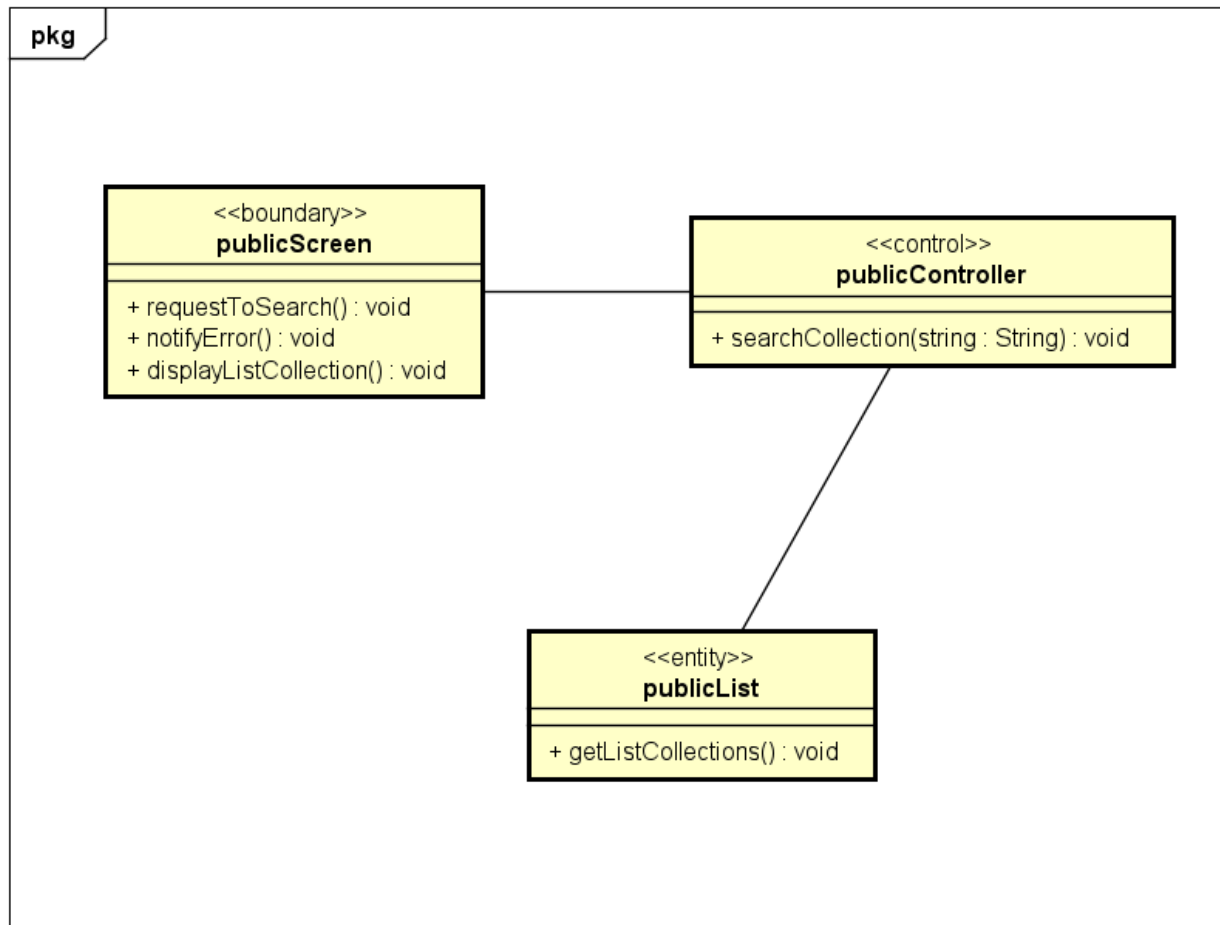 pkg
<<boundary>>
publicScreen
+ requestToSearch() : void
+ notifyError() : void
+ displayListCollection() : void
<<control>>
publicController
+ searchCollection(string : String) : void
<<entity>>
publicList
+ getListCollections() : void